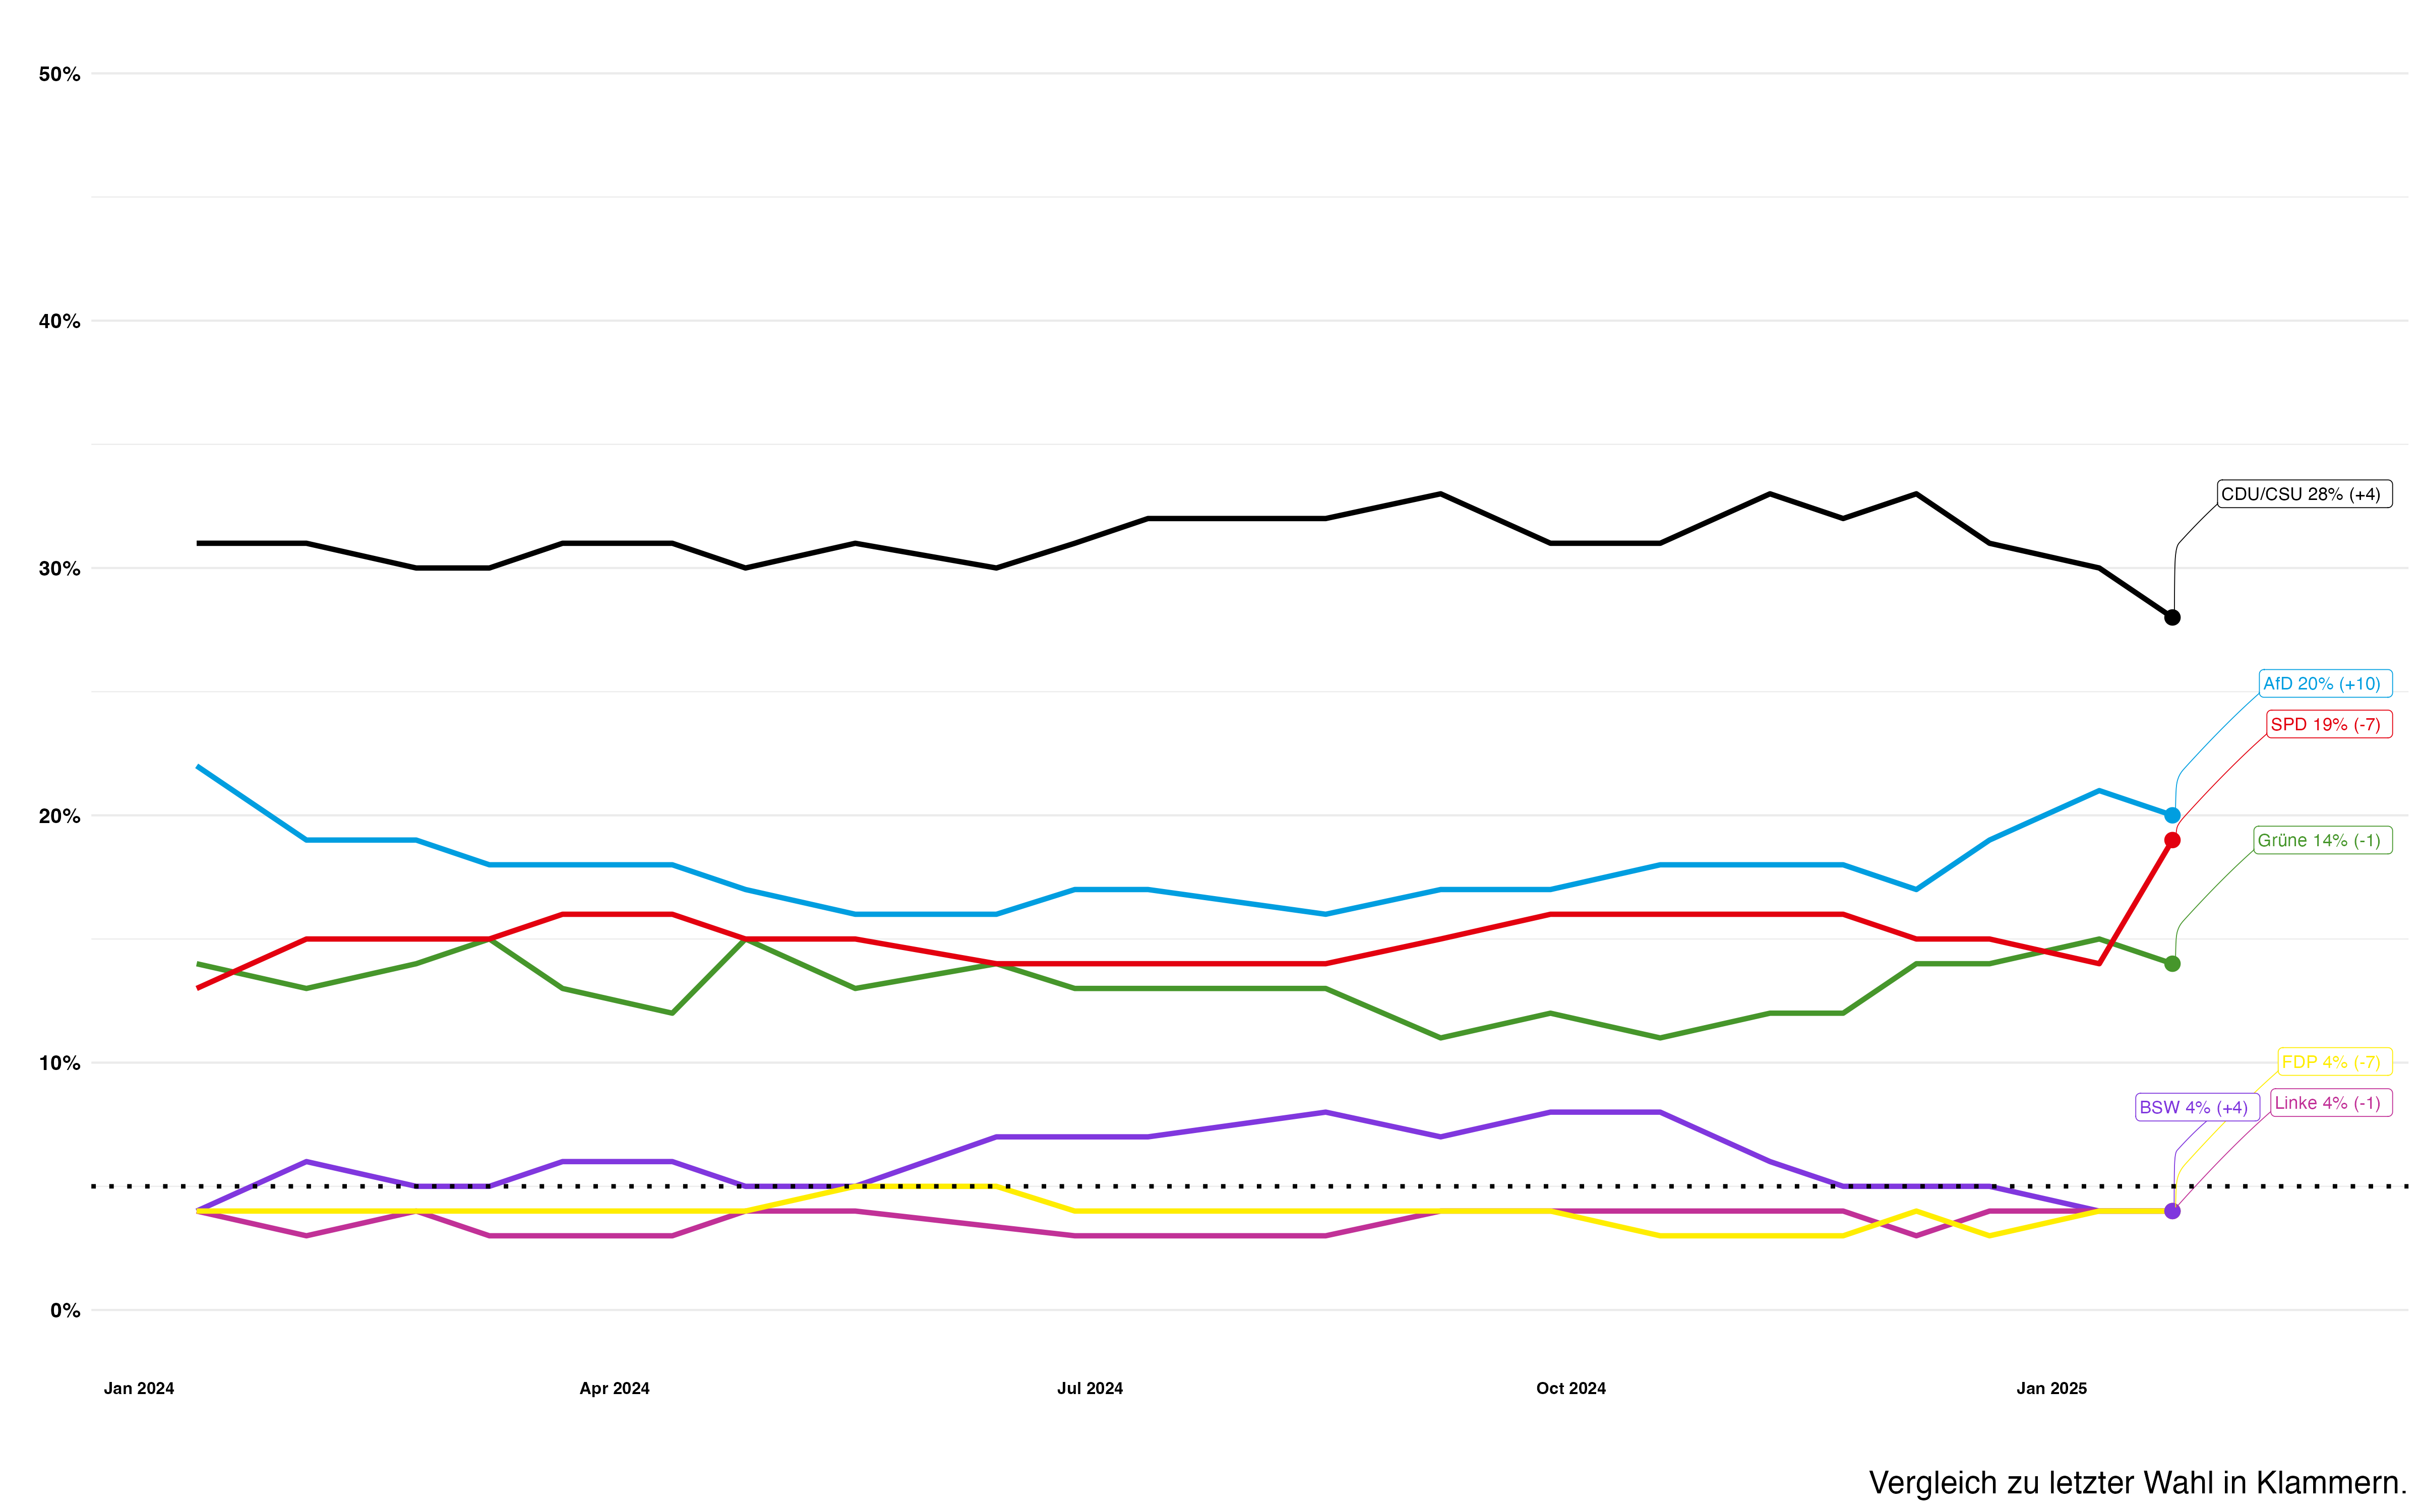 50%
40%
30%
20%
10%
0%
CDU/CSU 28% (+4)
AfD 20% (+10)
SPD 19% (-7)
Grüne 14% (-1)
FDP 4% (-7)
BSW 4% (+4)
Linke 4% (-1)
Jan 2024
Apr 2024
Jul 2024
Oct 2024
Jan 2025
Vergleich zu letzter Wahl in Klammern.